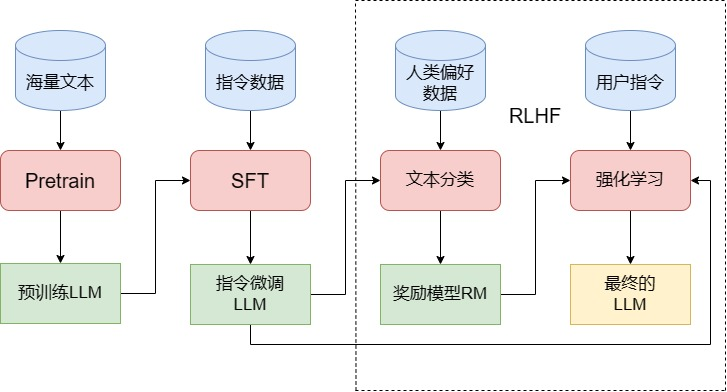 海量文本
指令数据
人类偏好
数据
用户指令
RLHF
Pretrain
SFT
文本分类
强化学习
预训练LLM
指令微调
LLM
奖励模型RM
最终的
LLM